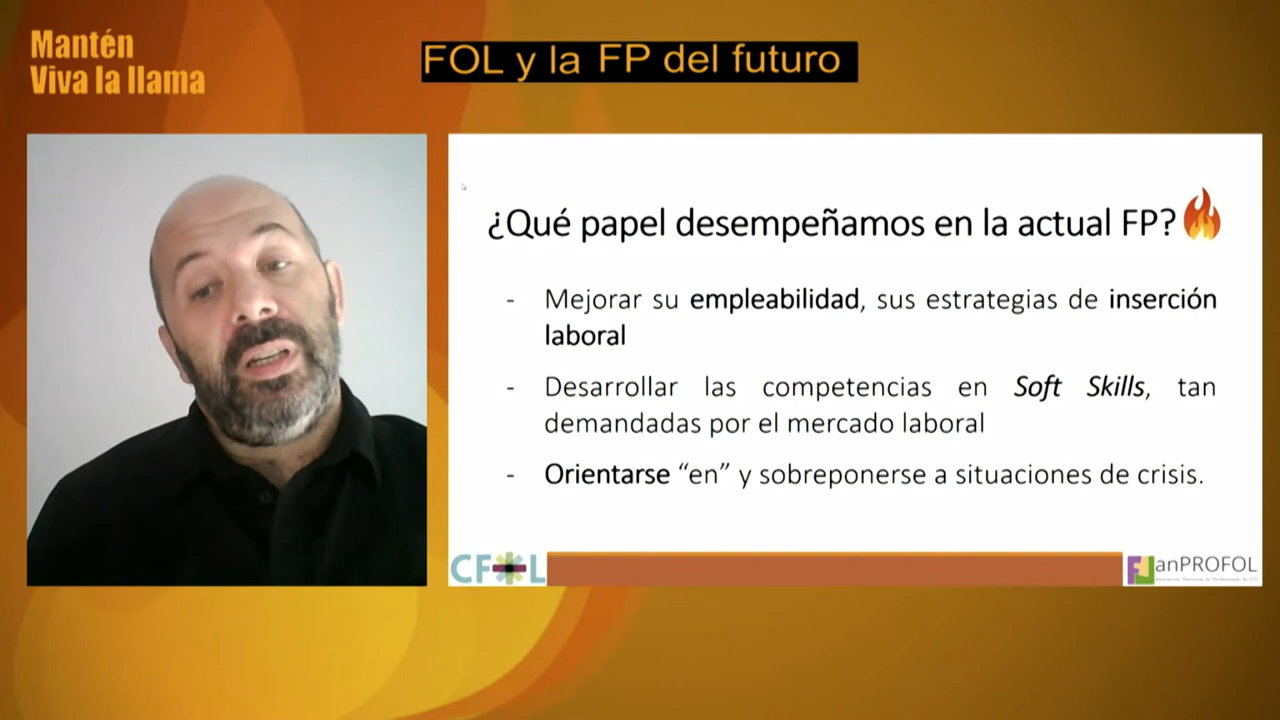 Mantén
Viva la llama
FOL y la FP del futuro
¿Qué papel desempeñamos en la actual FP?
- Mejorar su empleabilidad, sus estrategias de inserción
laboral
- Desarrollar las competencias en Soft Skills, tan
demandadas por el mercado laboral
- Orientarse “en” y sobreponerse a situaciones de crisis.
CFOL
anPROFOL